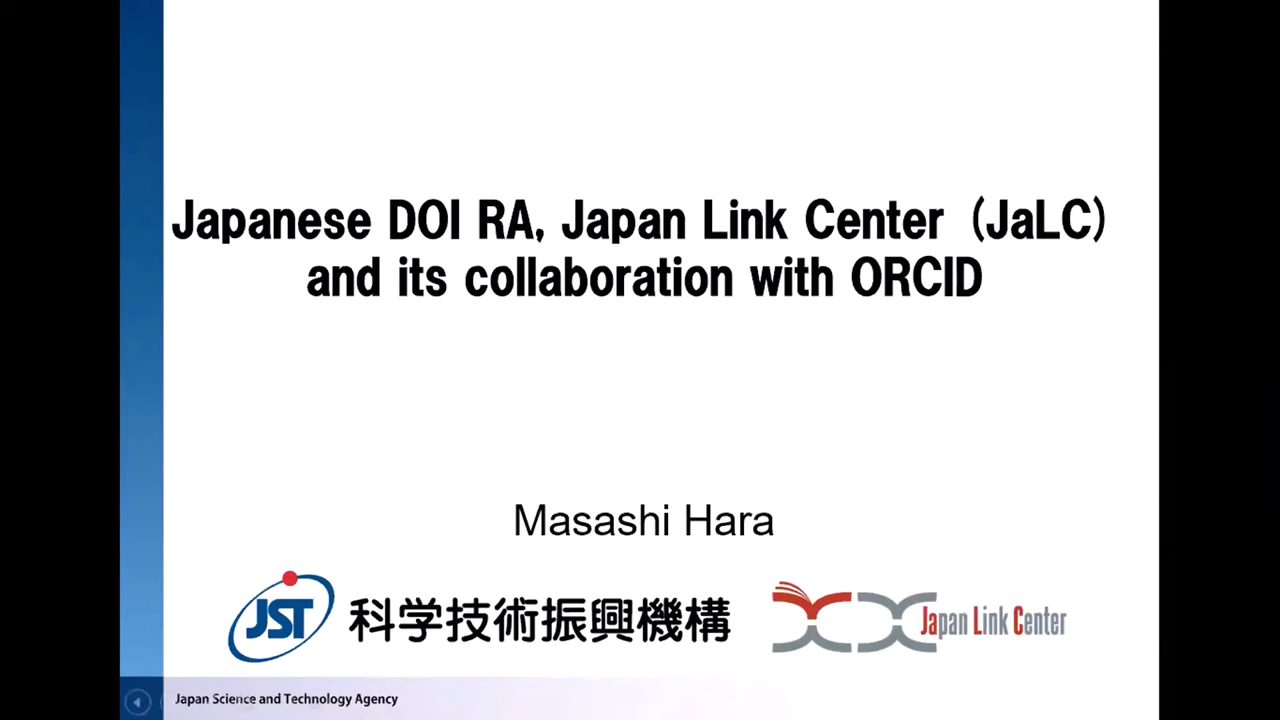 Japanese DOI RA, Japan Link Center (JaLC)
and its collaboration with ORCID
Masashi Hara
JST 科学技術振興機構
Japan Link Center
Japan Science and Technology Agency